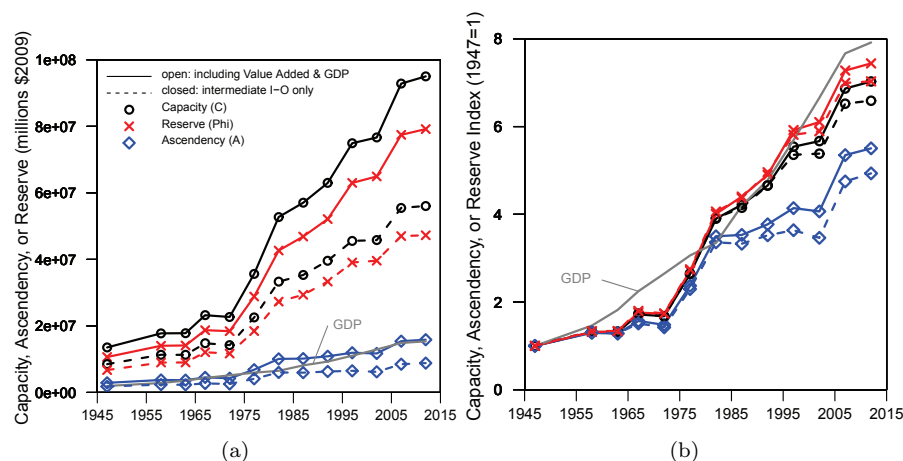 Capacity, Ascendency, or Reserve (millions $2009)
1e+08
8e+07
6e+07
4e+07
2e+07
0e+00
open: including Value Added & GDP
closed: intermediate I−O only
Capacity (C)
Reserve (Phi)
Ascendency (A)
GDP
1945 1955 1965 1975 1985 1995 2005 2015
(a)
Capacity, Ascendency, or Reserve Index (1947=1)
8
6
4
2
0
GDP
1945 1955 1965 1975 1985 1995 2005 2015
(b)